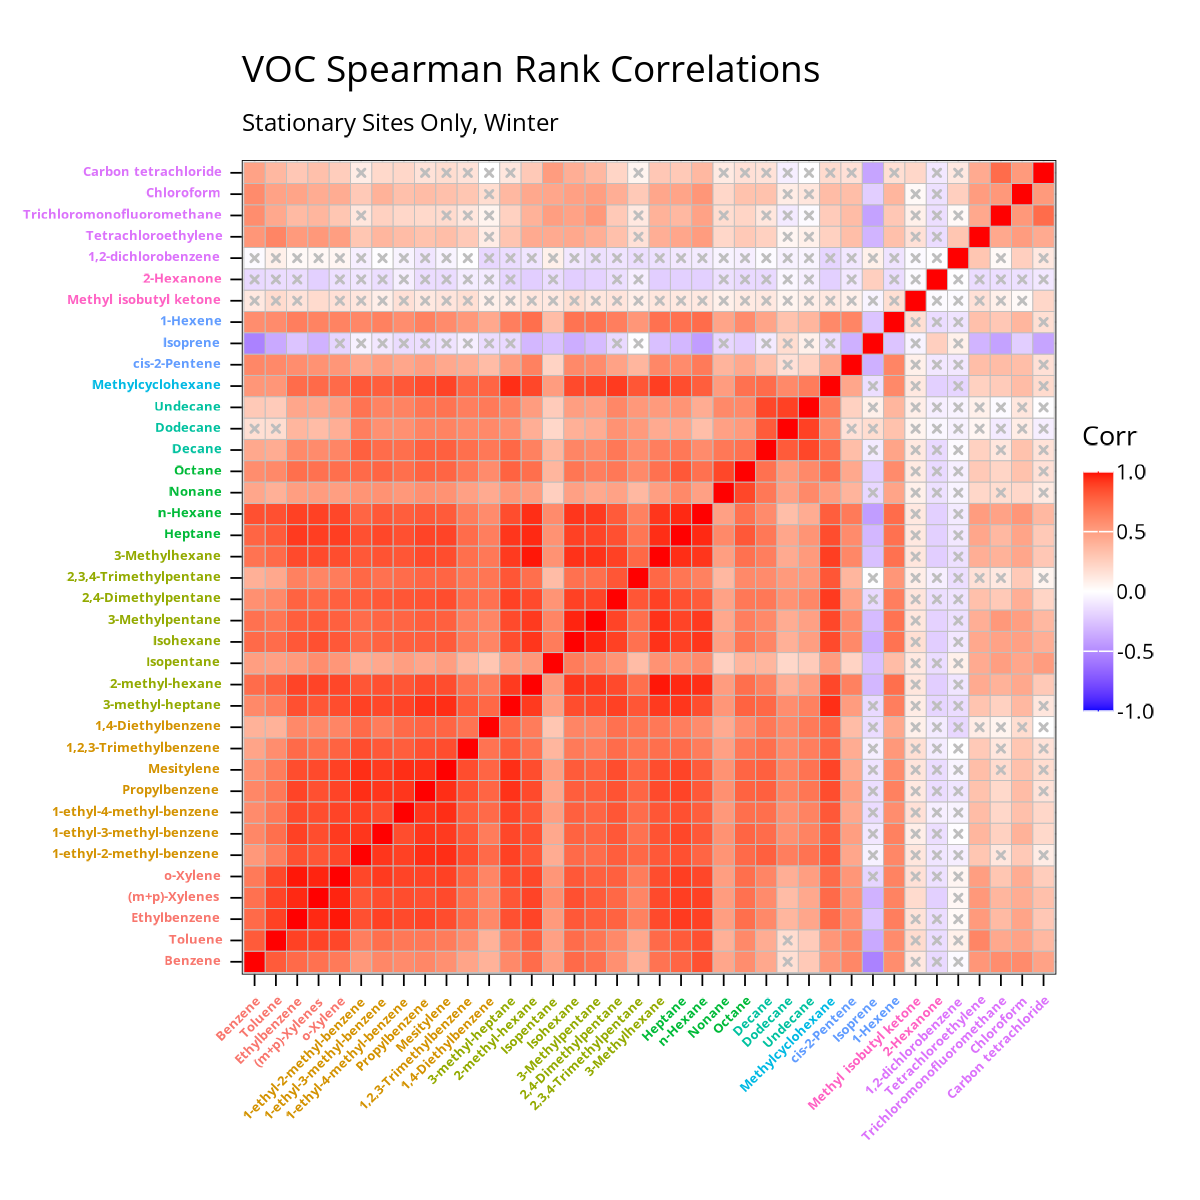 VOC Spearman Rank Correlations
Stationary Sites Only, Winter
Carbon tetrachloride
Chloroform
Trichloromonofluoromethane
Tetrachloroethylene
1,2-dichlorobenzene
2-Hexanone
Methyl isobutyl ketone
1-Hexene
Isoprene
cis-2-Pentene
Methylcyclohexane
Undecane
Dodecane
Decane
Octane
Nonane
n-Hexane
Heptane
3-Methylhexane
2,3,4-Trimethylpentane
2,4-Dimethylpentane
3-Methylpentane
Isohexane
Isopentane
2-methyl-hexane
3-methyl-heptane
1,4-Diethylbenzene
1,2,3-Trimethylbenzene
Mesitylene
Propylbenzene
1-ethyl-4-methyl-benzene
1-ethyl-3-methyl-benzene
1-ethyl-2-methyl-benzene
o-Xylene
(m+p)-Xylenes
Ethylbenzene
Toluene
Benzene
Benzene
Toluene
Ethylbenzene
(m+p)-Xylenes
o-Xylene
1-ethyl-2-methyl-benzene
1-ethyl-3-methyl-benzene
1-ethyl-4-methyl-benzene
Propylbenzene
Mesitylene
1,2,3-Trimethylbenzene
1,4-Diethylbenzene
3-methyl-heptane
2-methyl-hexane
Isopentane
Isohexane
3-Methylpentane
2,4-Dimethylpentane
2,3,4-Trimethylpentane
3-Methylhexane
Heptane
n-Hexane
Nonane
Octane
Decane
Dodecane
Undecane
Methylcyclohexane
cis-2-Pentene
Isoprene
1-Hexene
Methyl isobutyl ketone
2-Hexanone
1,2-dichlorobenzene
Tetrachloroethylene
Trichloromonofluoromethane
Chloroform
Carbon tetrachloride
Corr
1.0
0.5
0.0
-0.5
-1.0